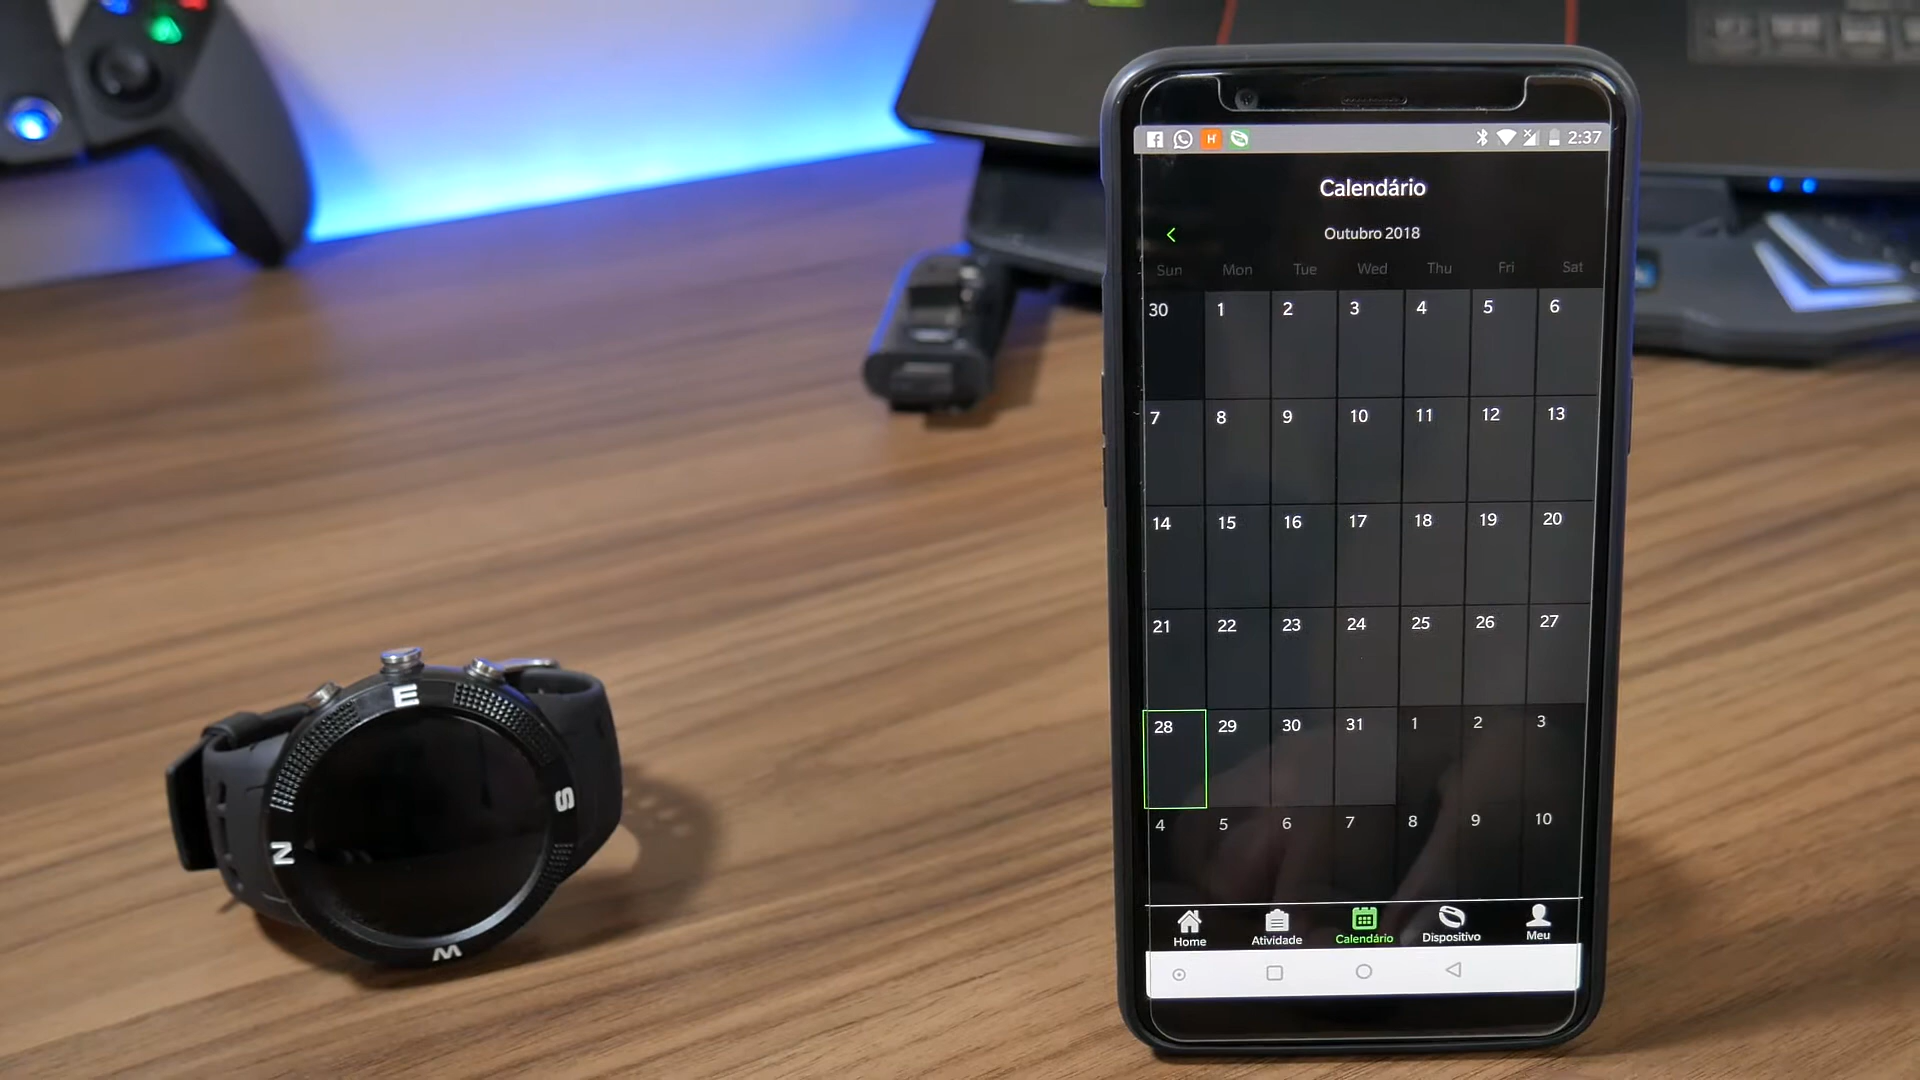 2:37
Calendário
Outubro 2018
Sun Mon Tue Wed Thu Fri Sat
30 1 2 3 4 5 6
7 8 9 10 11 12 13
14 15 16 17 18 19 20
21 22 23 24 25 26 27
28 29 30 31 1 2 3
4 5 6 7 8 9 10
Home Atividade Calendário Dispositivo Meu
E
S
N
W